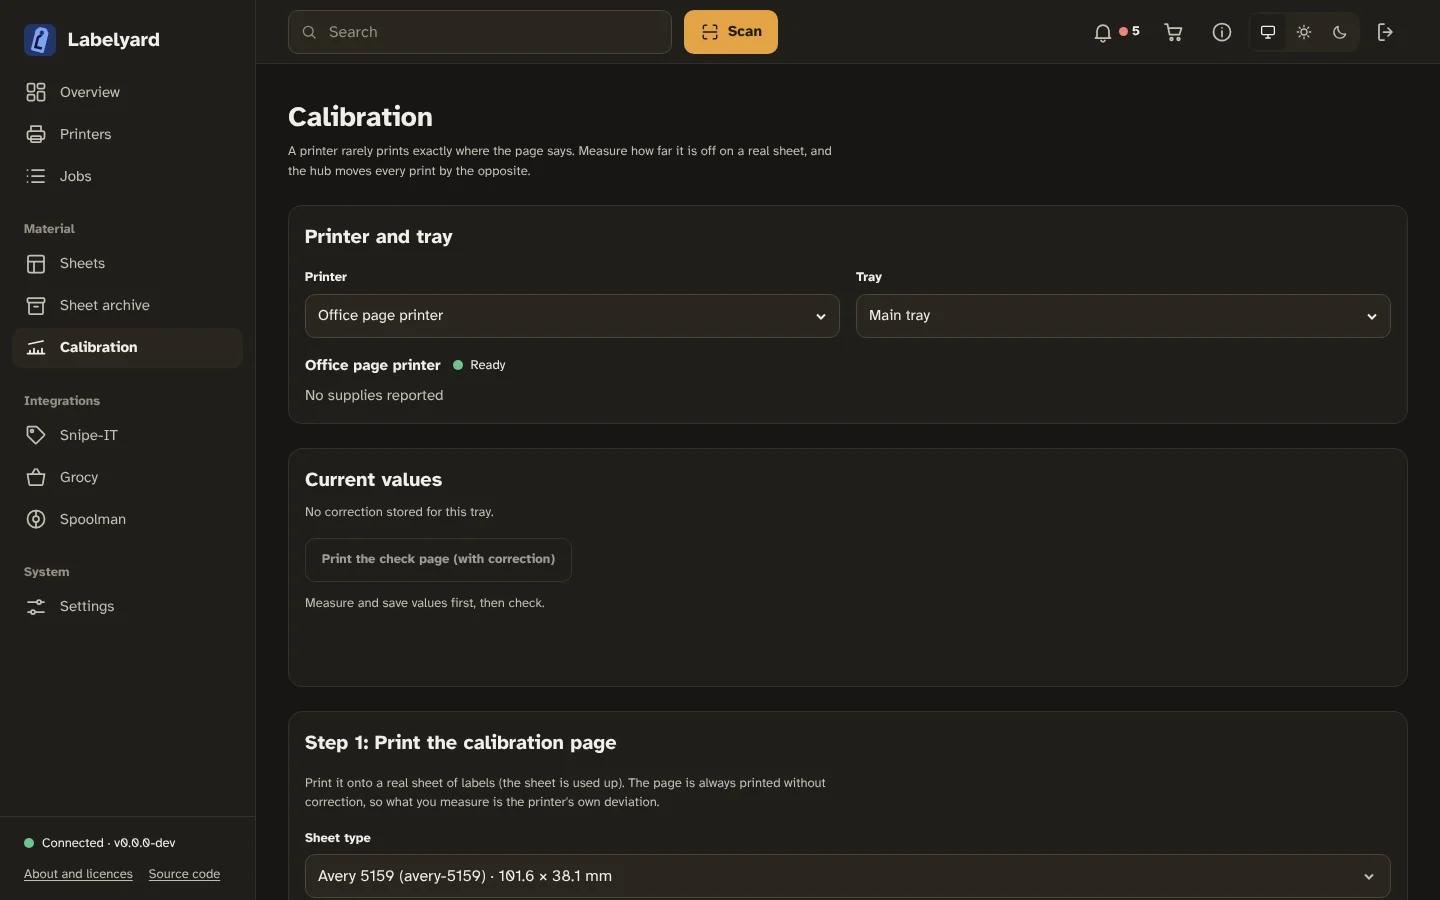 Labelyard
Search
Scan
5
Overview
Printers
Jobs
Material
Sheets
Sheet archive
Calibration
Integrations
Snipe-IT
Grocy
Spoolman
System
Settings
Connected · v0.0.0-dev
About and licences
Source code
Calibration
A printer rarely prints exactly where the page says. Measure how far it is off on a real sheet, and
the hub moves every print by the opposite.
Printer and tray
Printer
Tray
Office page printer
Main tray
Office page printer
Ready
No supplies reported
Current values
No correction stored for this tray.
Print the check page (with correction)
Measure and save values first, then check.
Step 1: Print the calibration page
Print it onto a real sheet of labels (the sheet is used up). The page is always printed without
correction, so what you measure is the printer's own deviation.
Sheet type
Avery 5159 (avery-5159) · 101.6 × 38.1 mm